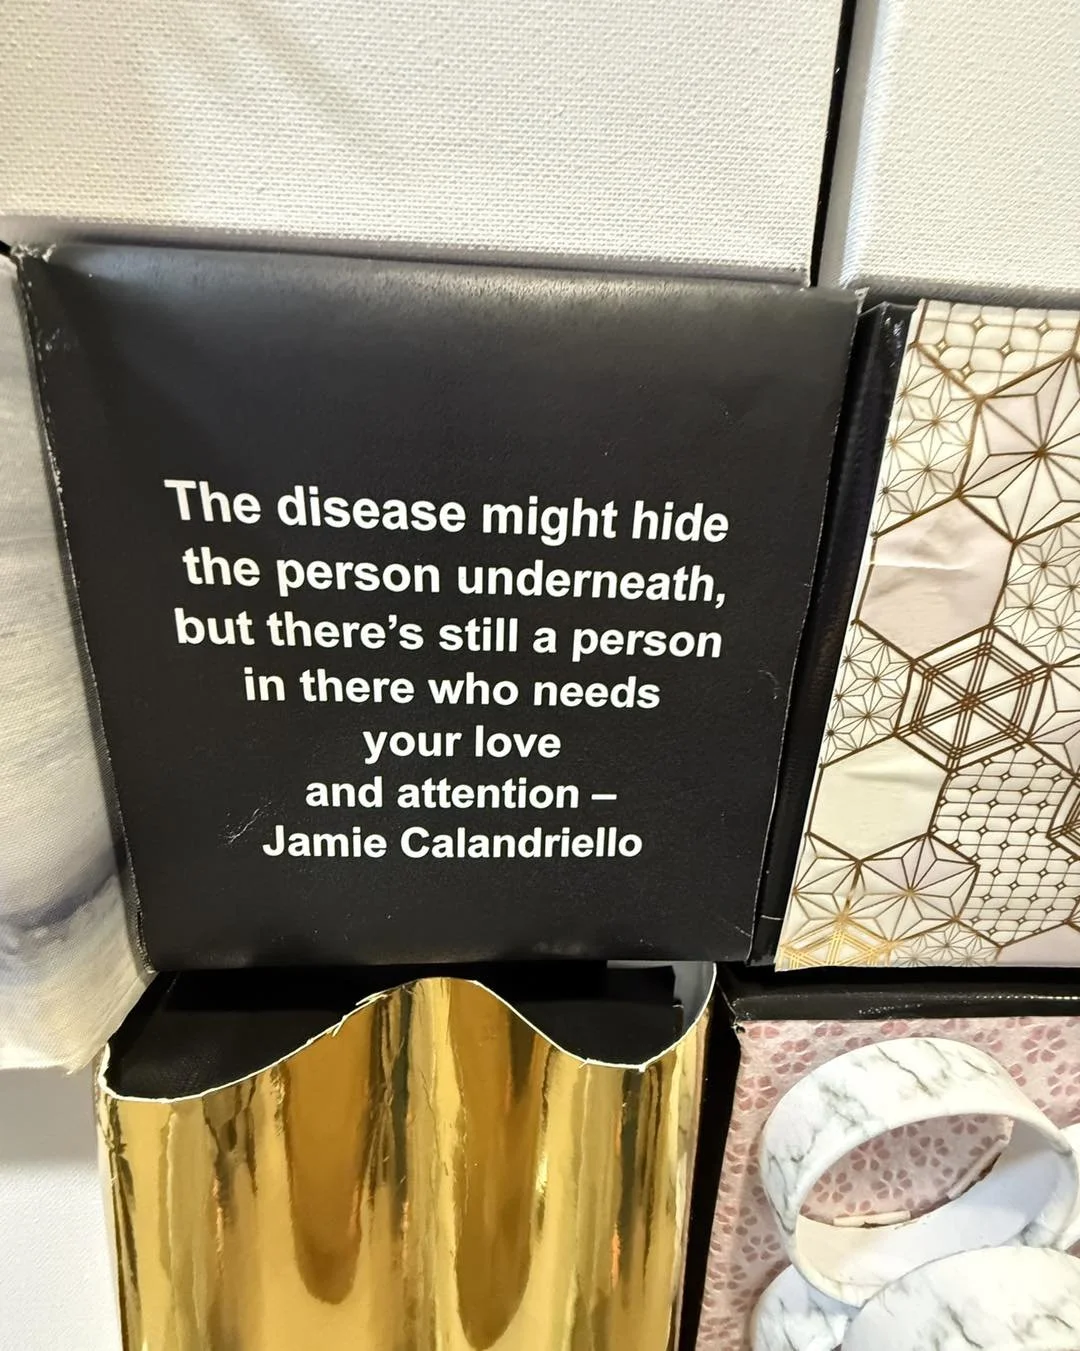 The disease might hide
the person underneath,
but there’s still a person
in there who needs
your love
and attention –
Jamie Calandriello